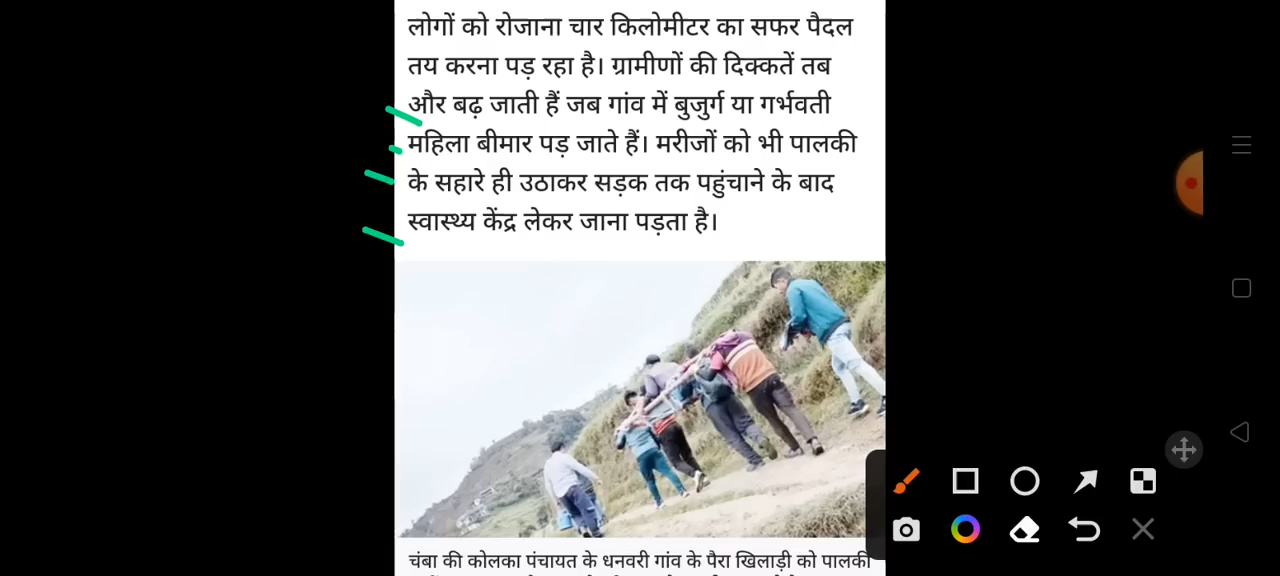 लोगों को रोजाना चार किलोमीटर का सफर पैदल
तय करना पड़ रहा है। ग्रामीणों की दिक्कतें तब
और बढ़ जाती हैं जब गांव में बुजुर्ग या गर्भवती
महिला बीमार पड़ जाते हैं। मरीजों को भी पालकी
के सहारे ही उठाकर सड़क तक पहुंचाने के बाद
स्वास्थ्य केंद्र लेकर जाना पड़ता है।
चंबा की कोलका पंचायत के धनवरी गांव के पैरा खिलाड़ी को पालकी